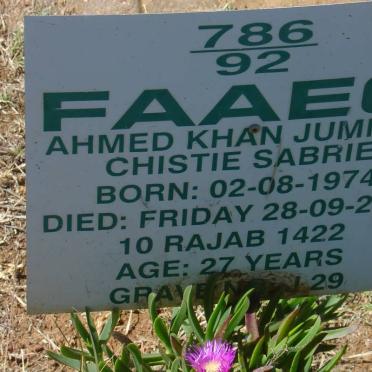 786
92
FAAE
AHMED KHAN JUM
CHISTIE SABRIE
BORN: 02-08-1974
DIED: FRIDAY 28-09-2
10 RAJAB 1422
AGE: 27 YEARS
29